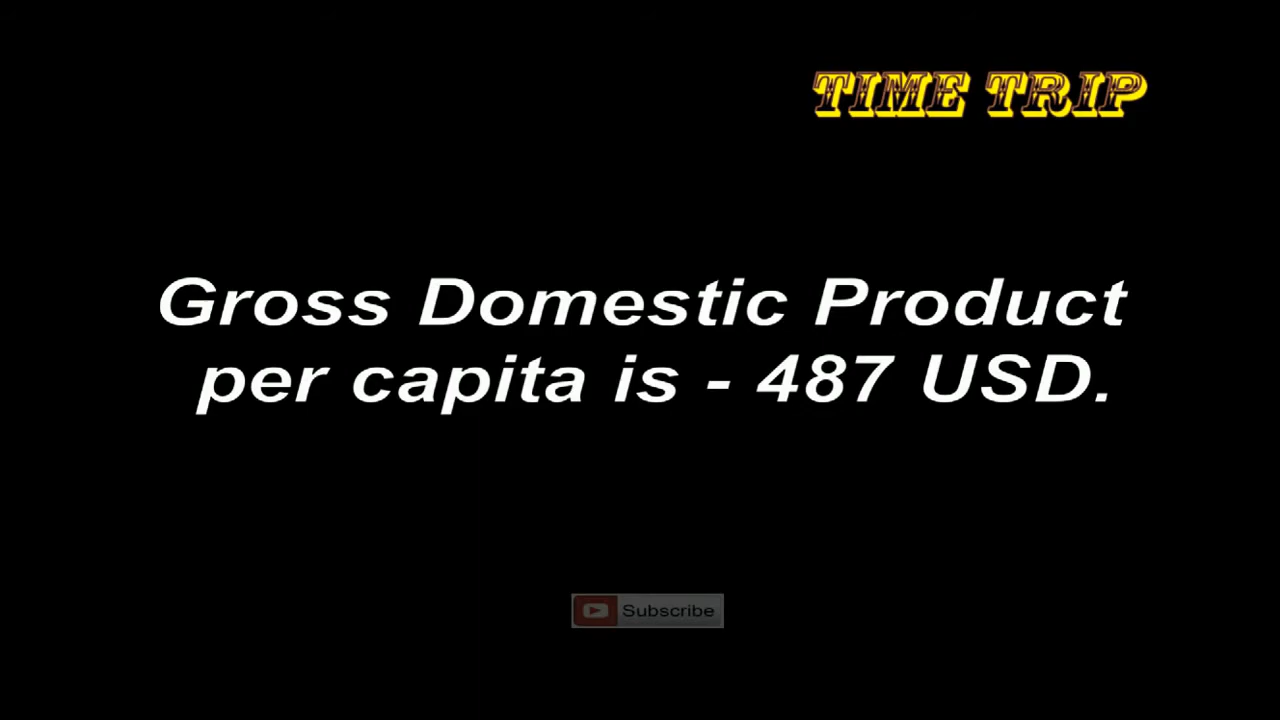 TIME TRIP
Gross Domestic Product
per capita is - 487 USD.
Subscribe